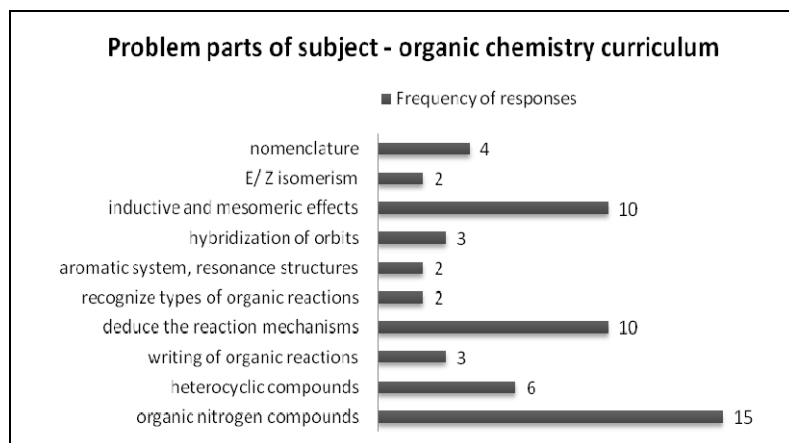 Problem parts of subject - organic chemistry curriculum
Frequency of responses
nomenclature 4
E/ Z isomerism 2
inductive and mesomeric effects 10
hybridization of orbits 3
aromatic system, resonance structures 2
recognize types of organic reactions 2
deduce the reaction mechanisms 10
writing of organic reactions 3
heterocyclic compounds 6
organic nitrogen compounds 15